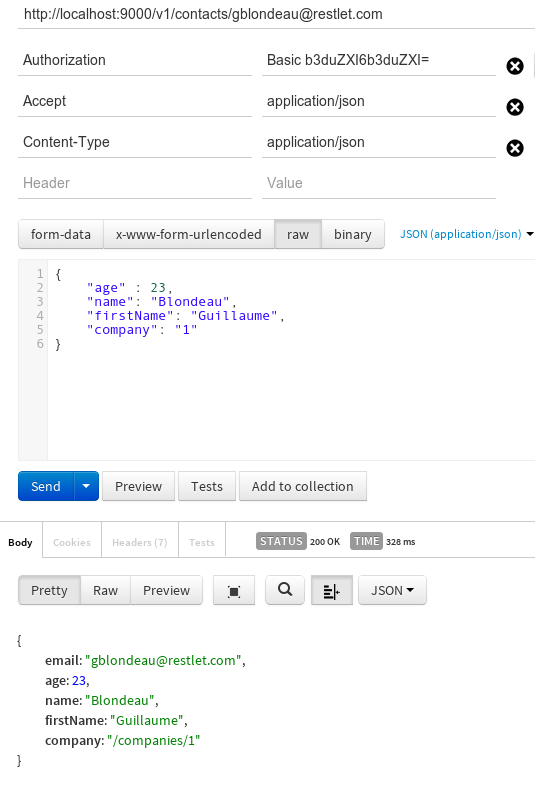 http://localhost:9000/v1/contacts/gblondeau@restlet.com
Authorization Basic b3duZXI6b3duZXI=
Accept application/json
Content-Type application/json
Header Value
form-data x-www-form-urlencoded raw binary JSON (application/json)
1 {
2 "age" : 23,
3 "name": "Blondeau",
4 "firstName": "Guillaume",
5 "company": "1"
6 }
Send Preview Tests Add to collection
Body Cookies Headers (7) Tests STATUS 200 OK TIME 328 ms
Pretty Raw Preview JSON
{
email: "gblondeau@restlet.com",
age: 23,
name: "Blondeau",
firstName: "Guillaume",
company: "/companies/1"
}